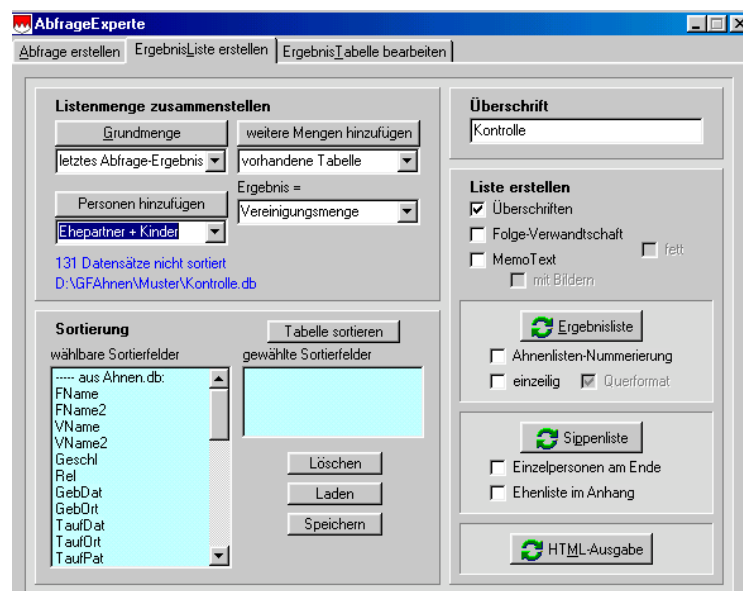 AbfrageExperte
Abfrage erstellen
ErgebnisListe erstellen
ErgebnisTabelle bearbeiten
Listenmenge zusammenstellen
Grundmenge
weitere Mengen hinzufügen
letztes Abfrage-Ergebnis
vorhandene Tabelle
Ergebnis =
Personen hinzufügen
Vereinigungsmenge
Ehepartner + Kinder
131 Datensätze nicht sortiert
D:\GFAhnen\Muster\Kontrolle.db
Sortierung
Tabelle sortieren
wählbare Sortierfelder
gewählte Sortierfelder
----- aus Ahnen.db:
FName
FName2
VName
VName2
Geschl
Rel
GebDat
GebOrt
TaufDat
TaufOrt
TaufPat
Löschen
Laden
Speichern
Überschrift
Kontrolle
Liste erstellen
Überschriften
Folge-Verwandtschaft
fett
MemoText
mit Bildern
Ergebnisliste
Ahnenlisten-Nummerierung
einzeilig
Querformat
Sippenliste
Einzelpersonen am Ende
Ehenliste im Anhang
HTML-Ausgabe